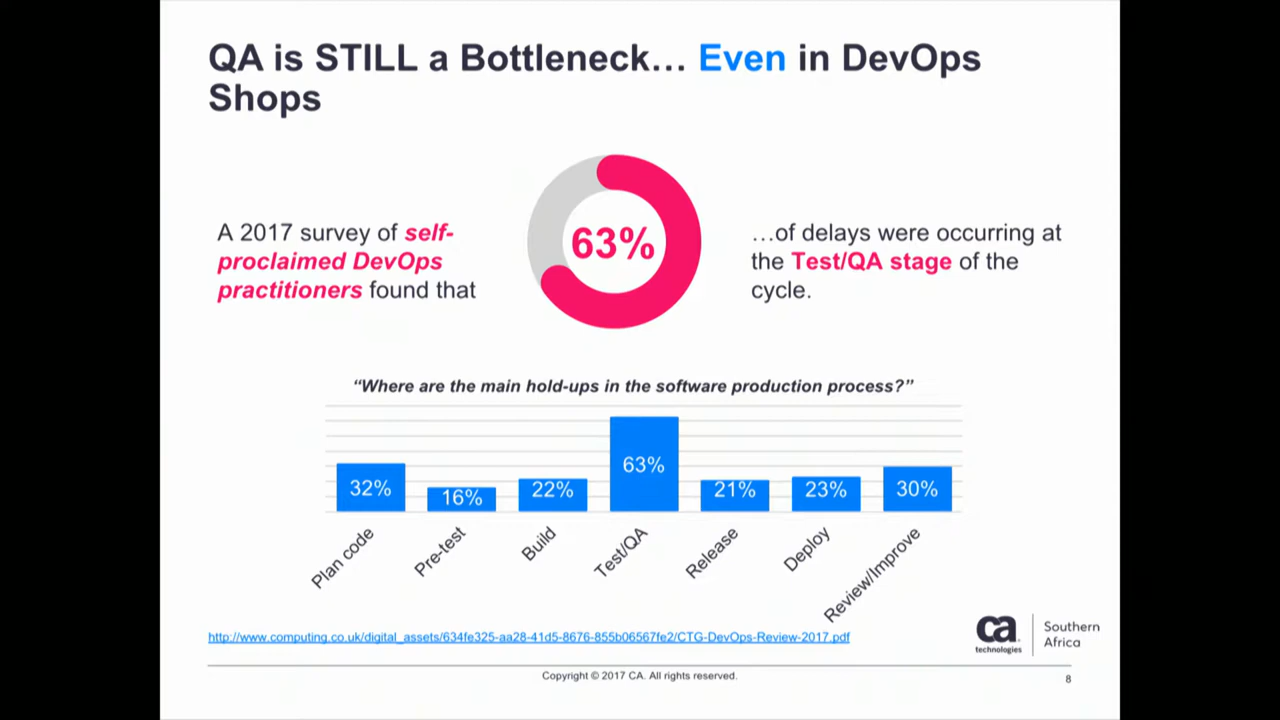 QA is STILL a Bottleneck… Even in DevOps
Shops
A 2017 survey of self-
proclaimed DevOps
practitioners found that
63%
…of delays were occurring at
the Test/QA stage of the
cycle.
“Where are the main hold-ups in the software production process?”
32%
16%
22%
63%
21%
23%
30%
Plan code
Pre-test
Build
Test/QA
Release
Deploy
Review/Improve
http://www.computing.co.uk/digital_assets/634fe325-aa28-41d5-8676-855b06567fe2/CTG-DevOps-Review-2017.pdf
ca
technologies
Southern
Africa
Copyright © 2017 CA. All rights reserved.
8